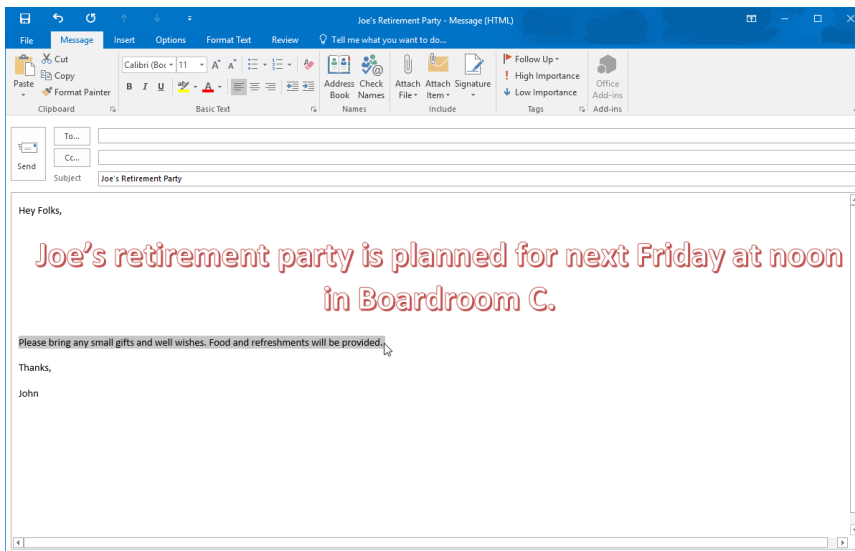 Joe's Retirement Party - Message (HTML)
File Message Insert Options Format Text Review Tell me what you want to do...
Paste
Cut
Copy
Format Painter
Clipboard
Calibri (Boc 11
B I U
Basic Text
Address Book
Check Names
Names
Attach File
Attach Item
Signature
Include
Follow Up
High Importance
Low Importance
Tags
Office Add-ins
Add-ins
Send
To...
Cc...
Subject Joe's Retirement Party
Hey Folks,
Joe's retirement party is planned for next Friday at noon
in Boardroom C.
Please bring any small gifts and well wishes. Food and refreshments will be provided.
Thanks,
John